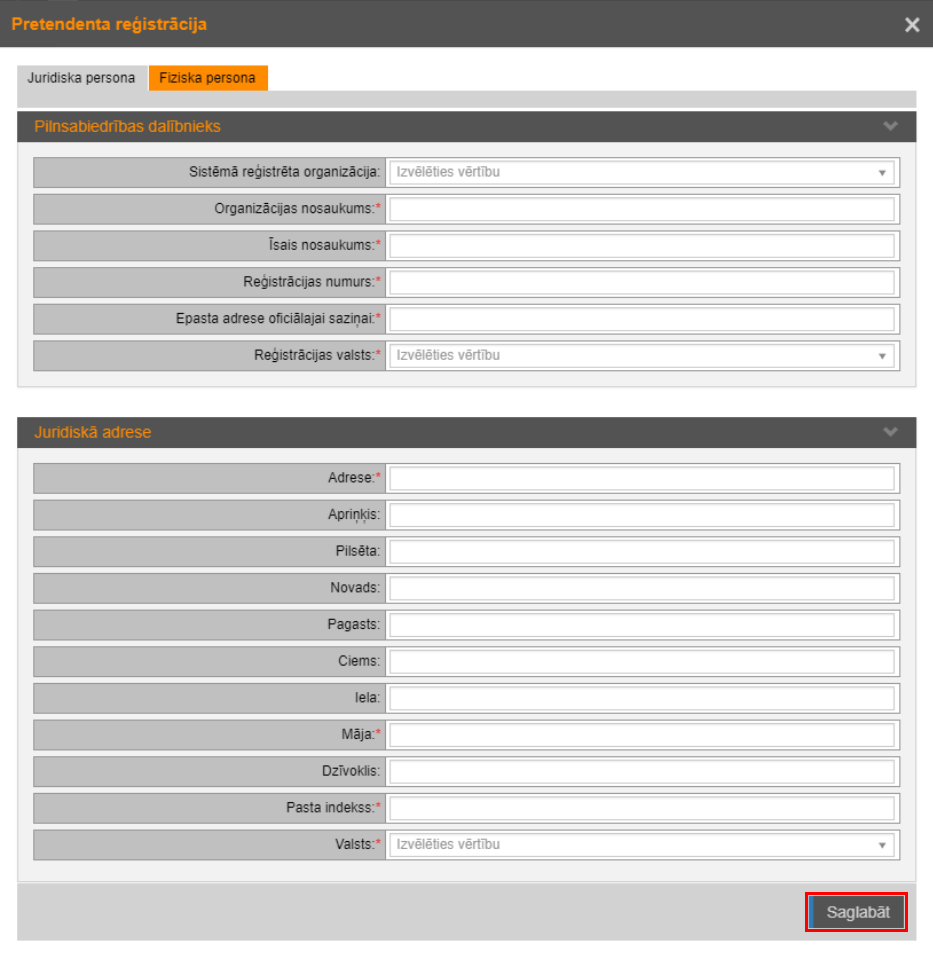 Pretendenta reģistrācija
Juridiska persona Fiziska persona
Pilnsabiedrības dalībnieks
Sistēmā reģistrēta organizācija: Izvēlēties vērtību
Organizācijas nosaukums:*
Īsais nosaukums:*
Reģistrācijas numurs:*
Epasta adrese oficiālajai saziņai:*
Reģistrācijas valsts:* Izvēlēties vērtību
Juridiskā adrese
Adrese:*
Apriņķis:
Pilsēta:
Novads:
Pagasts:
Ciems:
Iela:
Māja:*
Dzīvoklis:
Pasta indekss:*
Valsts:* Izvēlēties vērtību
Saglabāt